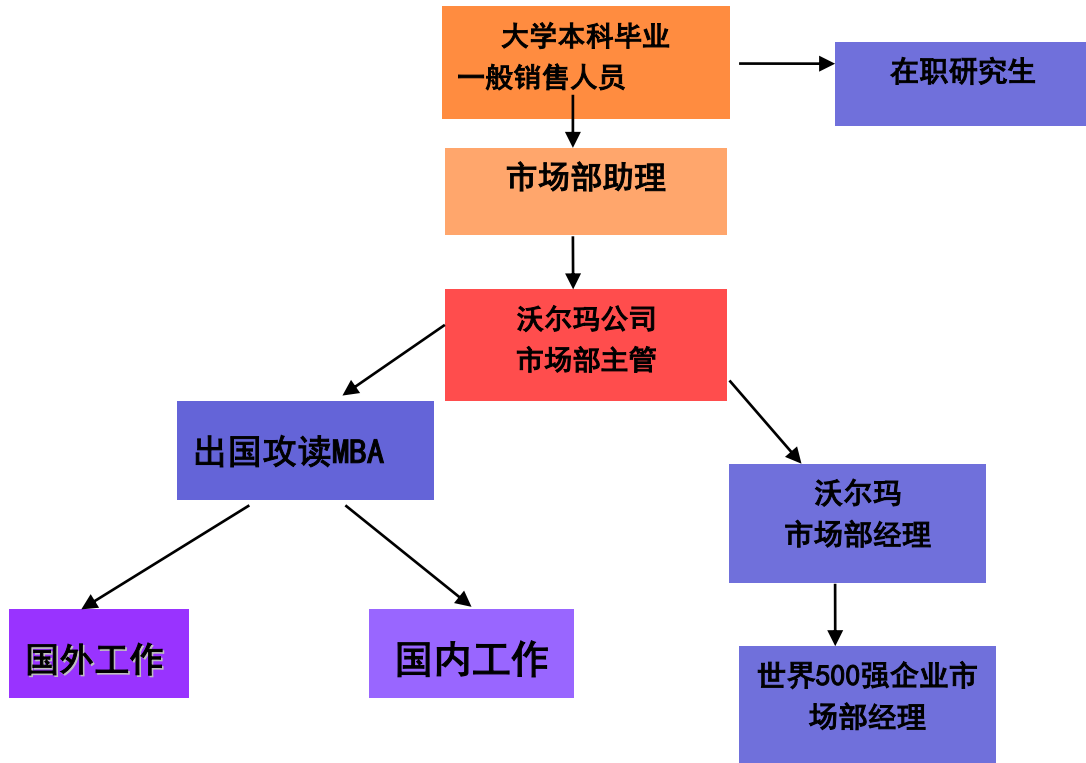 大学本科毕业
一般销售人员
在职研究生
市场部助理
沃尔玛公司
市场部主管
出国攻读MBA
沃尔玛
市场部经理
国外工作
国内工作
世界500强企业市
场部经理